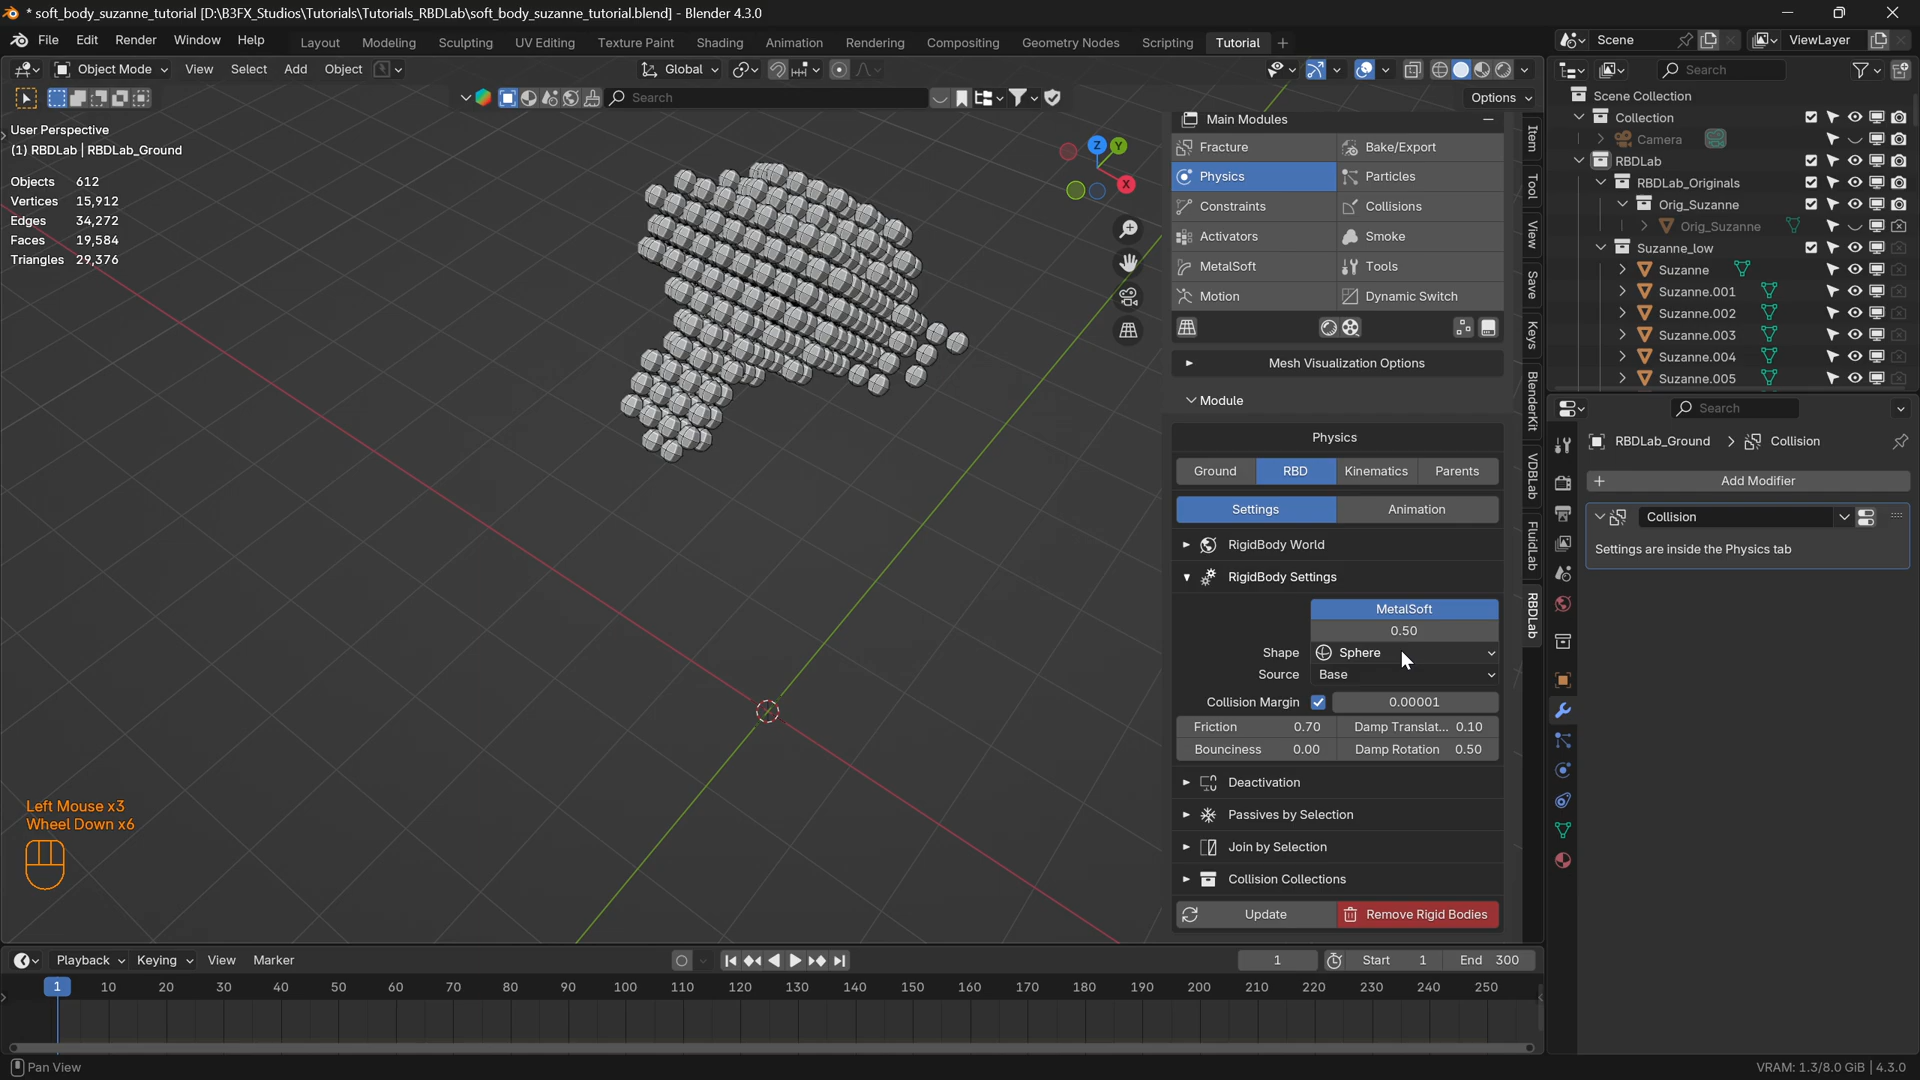 * soft_body_suzanne_tutorial [D:\B3FX_Studios\Tutorials\Tutorials_RBDLab\soft_body_suzanne_tutorial.blend] - Blender 4.3.0
File Edit Render Window Help Layout Modeling Sculpting UV Editing Texture Paint Shading Animation Rendering Compositing Geometry Nodes Scripting Tutorial + Scene ViewLayer
Object Mode View Select Add Object Global Search
Search Options
User Perspective
(1) RBDLab | RBDLab_Ground
Objects 612
Vertices 15,912
Edges 34,272
Faces 19,584
Triangles 29,376
Z Y X
Left Mouse x3
Wheel Down x6
Main Modules
Fracture Bake/Export
Physics Particles
Constraints Collisions
Activators Smoke
MetalSoft Tools
Motion Dynamic Switch
Mesh Visualization Options
Module
Physics
Ground RBD Kinematics Parents
Settings Animation
RigidBody World
RigidBody Settings
MetalSoft
0.50
Shape Sphere
Source Base
Collision Margin 0.00001
Friction 0.70 Damp Translat... 0.10
Bounciness 0.00 Damp Rotation 0.50
Deactivation
Passives by Selection
Join by Selection
Collision Collections
Update Remove Rigid Bodies
Item
Tool
View
Save
Keys
BlenderKit
VDBLab
FluidLab
RBDLab
Scene Collection
Collection
Camera
RBDLab
RBDLab_Originals
Orig_Suzanne
Orig_Suzanne
Suzanne_low
Suzanne
Suzanne.001
Suzanne.002
Suzanne.003
Suzanne.004
Suzanne.005
Search
RBDLab_Ground Collision
Add Modifier
Collision
Settings are inside the Physics tab
Playback Keying View Marker 1 Start 1 End 300
1 10 20 30 40 50 60 70 80 90 100 110 120 130 140 150 160 170 180 190 200 210 220 230 240 250
Pan View
VRAM: 1.3/8.0 GiB | 4.3.0